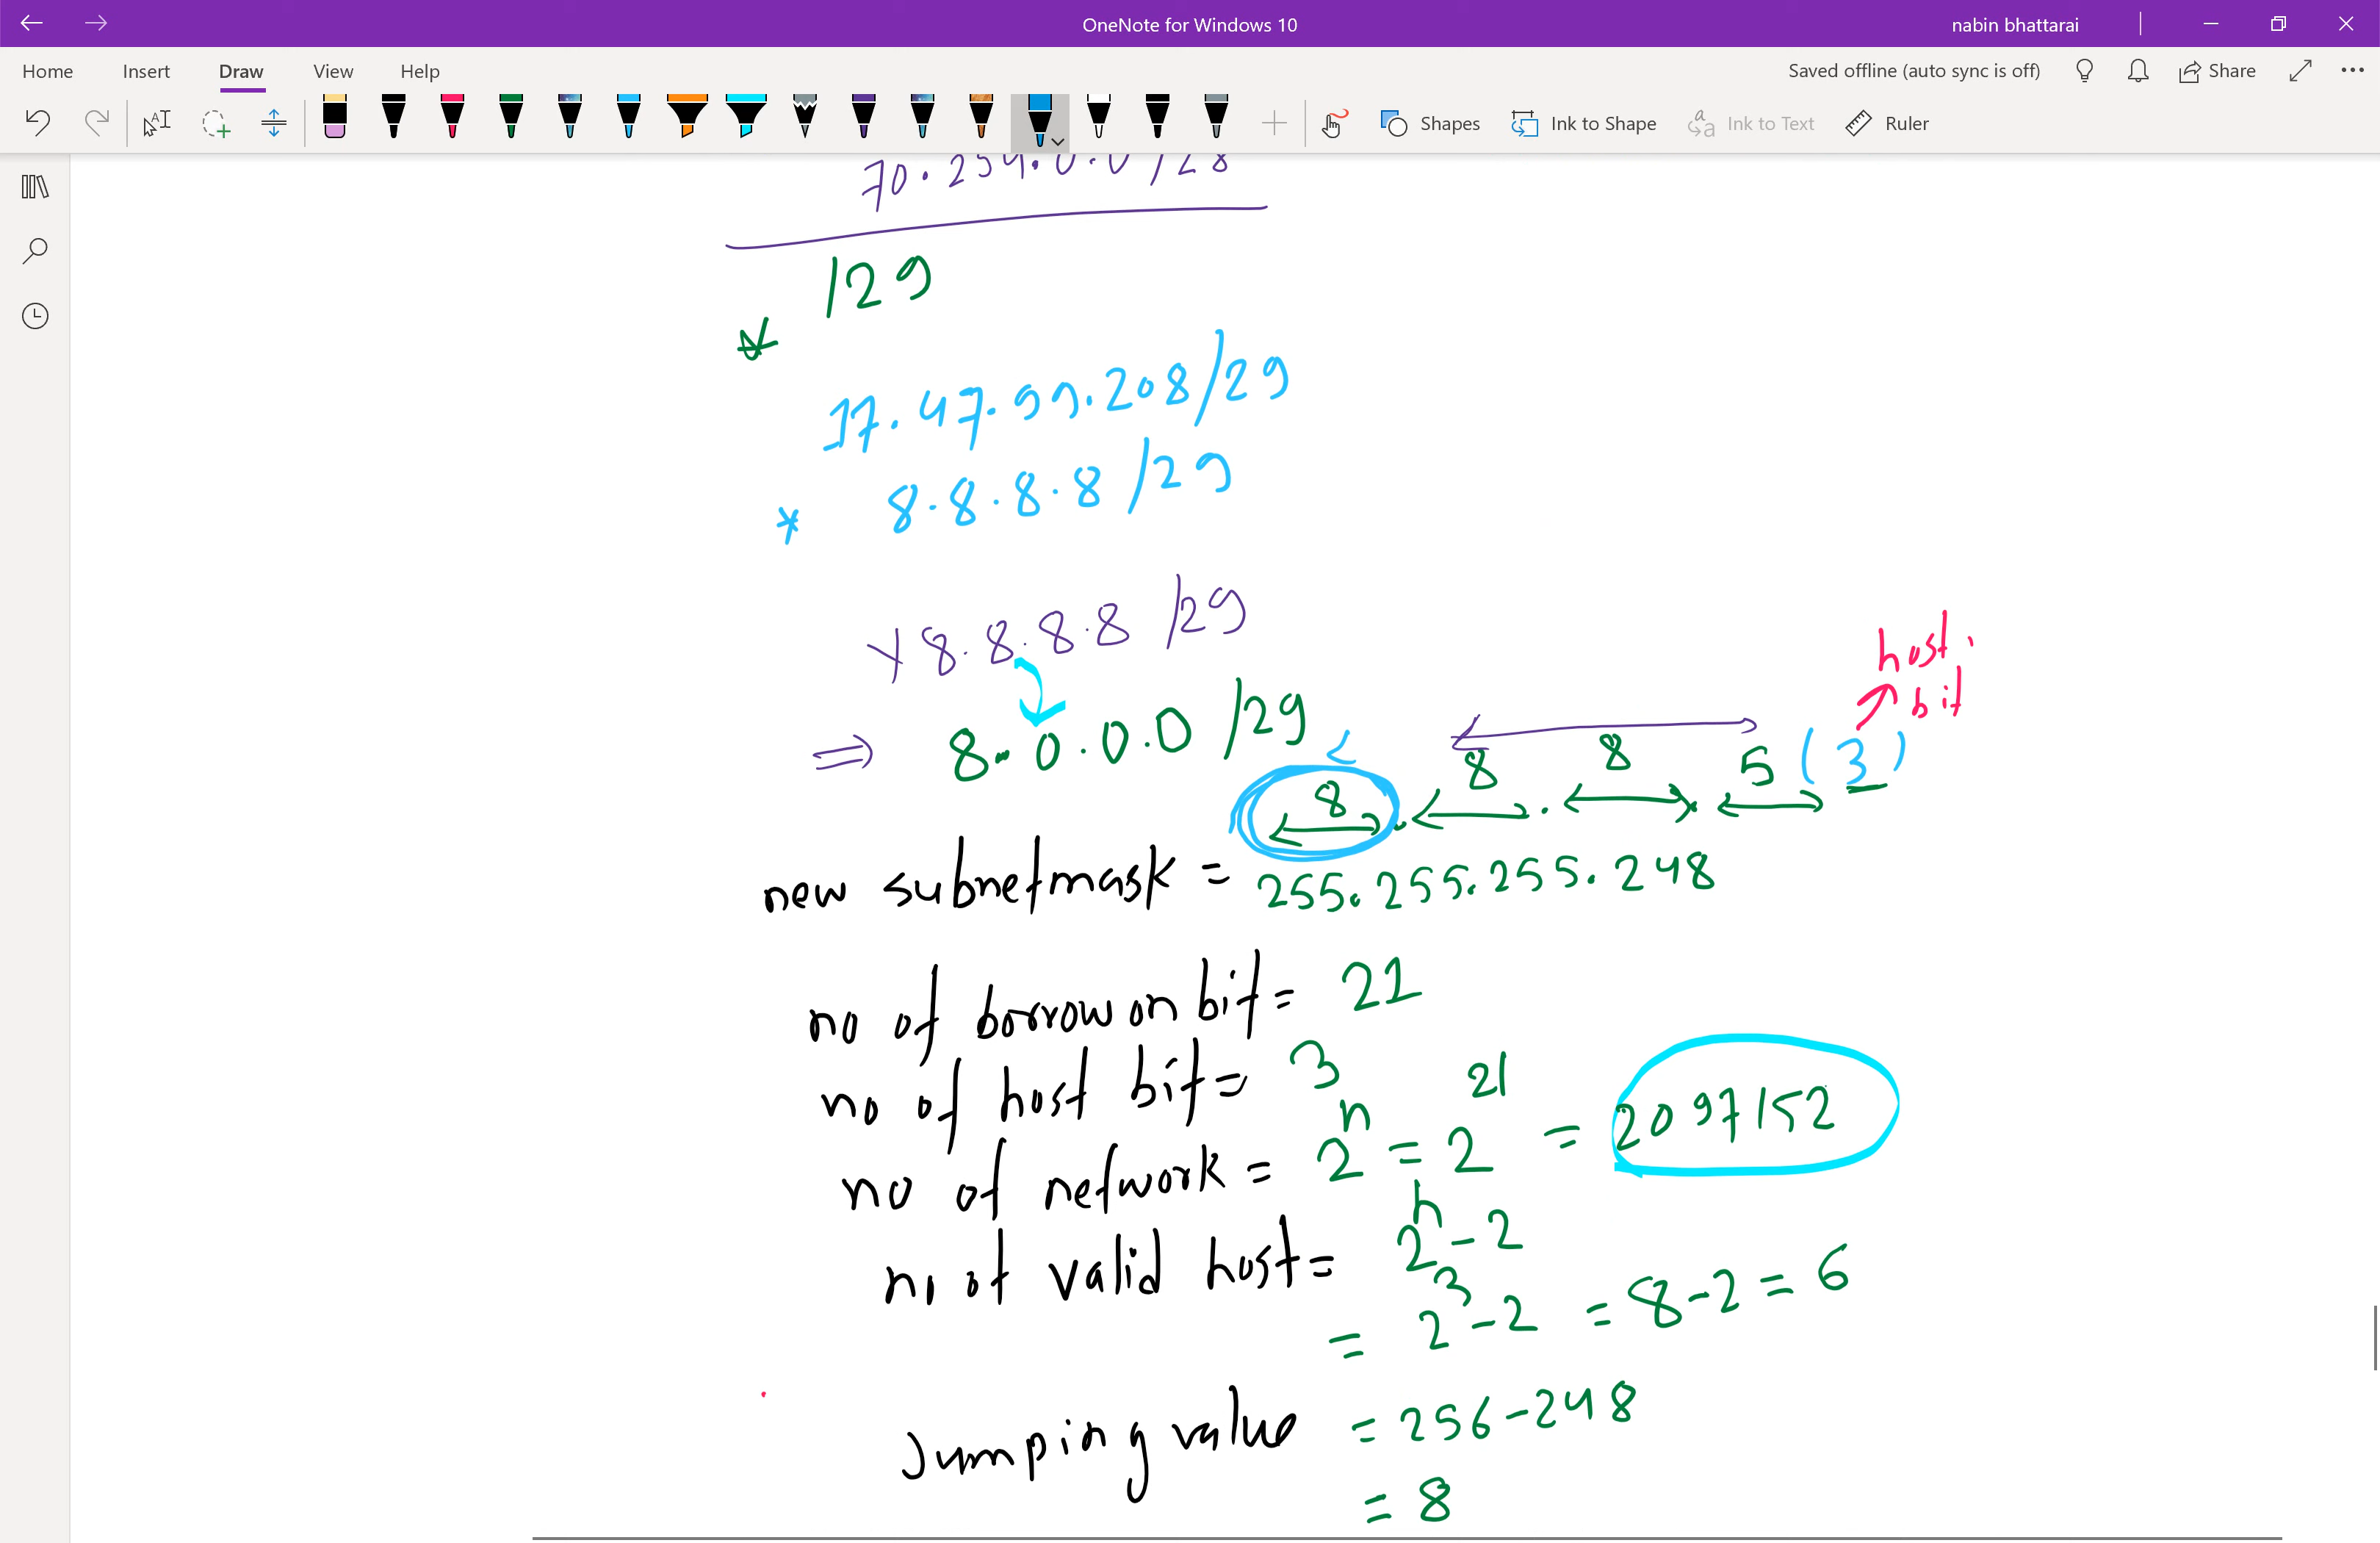 OneNote for Windows 10
nabin bhattarai
Home Insert Draw View Help
Saved offline (auto sync is off) Share
Shapes Ink to Shape Ink to Text Ruler
70.254.0.0/28
/29
17.47.99.208/29
* 8.8.8.8/29
8.8.8.8/29
host
bit
⇒ 8.0.0.0/29
8 . 8 . 8 . 5 (3)
new subnetmask = 255.255.255.248
no of borrow on bit = 21
no of host bit = 3
no of network = 2^n = 2^21 = 2097152
no of valid host = 2^h - 2
= 2^3 - 2 = 8 - 2 = 6
Jumping value = 256 - 248
= 8